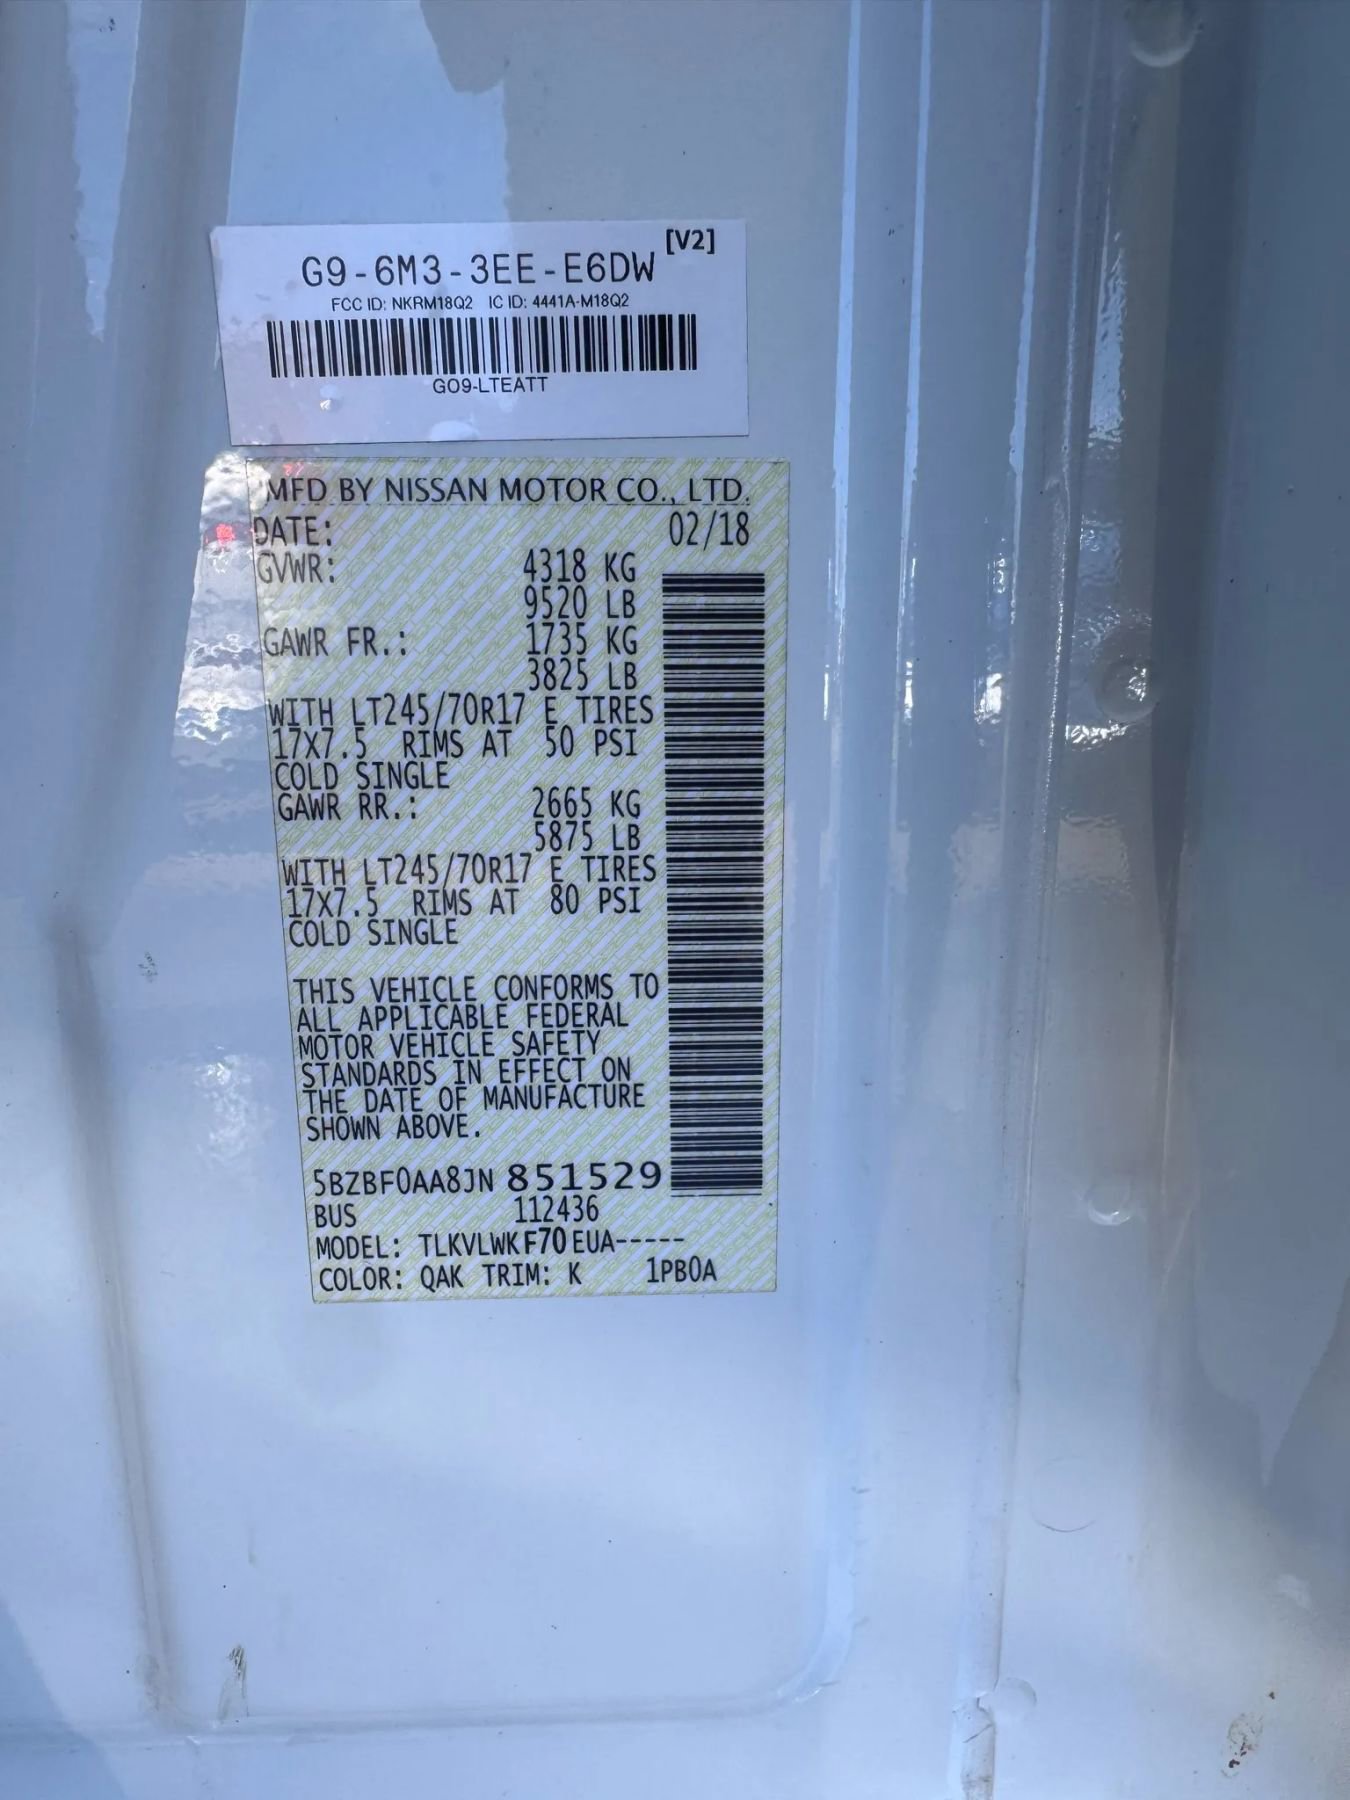 [V2]
G9-6M3-3EE-E6DW
FCC ID: NKRM18Q2 IC ID: 4441A-M18Q2
GO9-LTEATT
MFD BY NISSAN MOTOR CO., LTD.
DATE: 02/18
GVWR: 4318 KG
9520 LB
GAWR FR.: 1735 KG
3825 LB
WITH LT245/70R17 E TIRES
17X7.5 RIMS AT 50 PSI
COLD SINGLE
GAWR RR.: 2665 KG
5875 LB
WITH LT245/70R17 E TIRES
17X7.5 RIMS AT 80 PSI
COLD SINGLE
THIS VEHICLE CONFORMS TO
ALL APPLICABLE FEDERAL
MOTOR VEHICLE SAFETY
STANDARDS IN EFFECT ON
THE DATE OF MANUFACTURE
SHOWN ABOVE.
5BZBF0AA8JN 851529
BUS 112436
MODEL: TLKVLWKF70EUA-----
COLOR: QAK TRIM: K 1PB0A